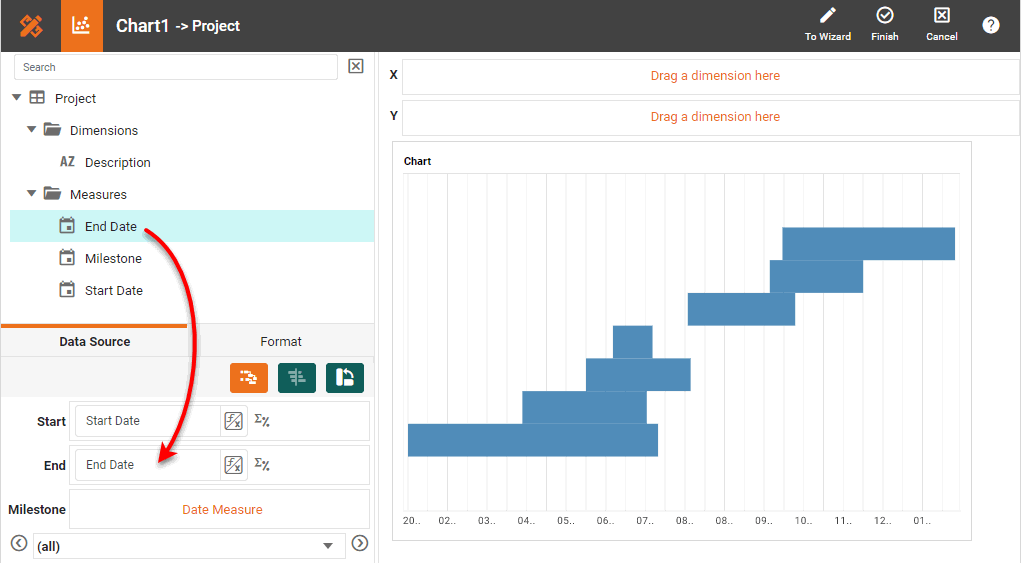 Chart1 -> Project
To Wizard
Finish
Cancel
?
Search
Project
Dimensions
AZ Description
Measures
End Date
Milestone
Start Date
Data Source
Format
Start
Start Date
End
End Date
Milestone
Date Measure
(all)
X
Drag a dimension here
Y
Drag a dimension here
Chart
20.. 02.. 03.. 04.. 05.. 06.. 07.. 08.. 08.. 09.. 10.. 11.. 12.. 01..